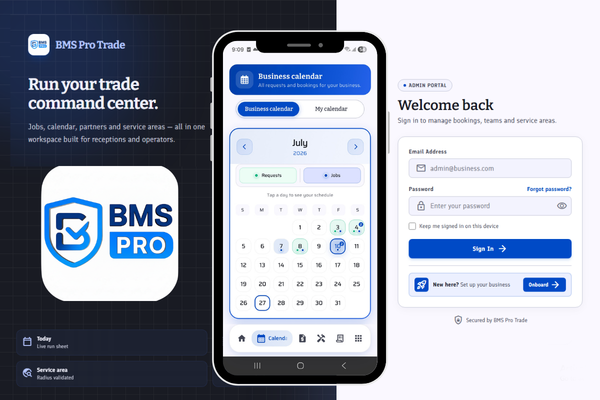 BMS Pro Trade
Run your trade
command center.
Jobs, calendar, partners and service areas — all in one
workspace built for receptions and operators.
BMS
PRO
Today
Live run sheet
Service area
Radius validated
9:09
Business calendar
All requests and bookings for your business.
Business calendar
My calendar
July
2026
Requests
Jobs
Tap a day to see your schedule
S M T W T F S
1 2 3 4
5 6 7 8 9 10 11
12 13 14 15 16 17 18
19 20 21 22 23 24 25
26 27 28 29 30 31
Calendar
ADMIN PORTAL
Welcome back
Sign in to manage bookings, teams and service areas.
Email Address
admin@business.com
Password
Forgot password?
Enter your password
Keep me signed in on this device
Sign In
New here? Set up your business
Onboard
Secured by BMS Pro Trade